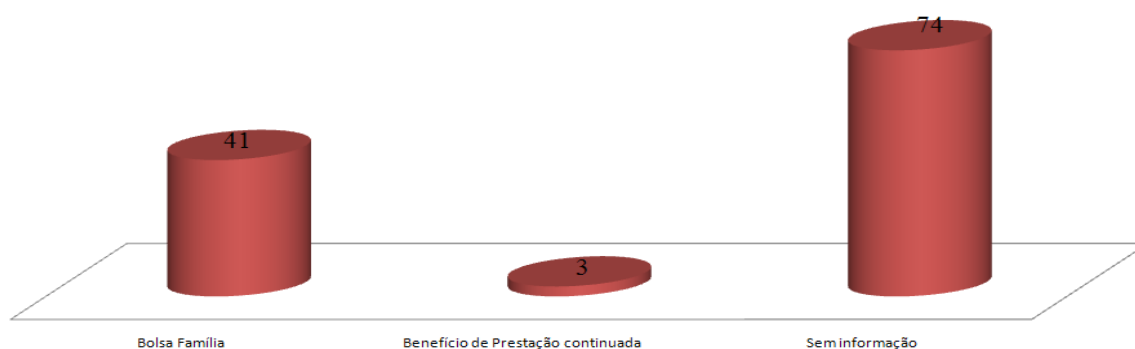 74
41
3
Bolsa Família
Benefício de Prestação continuada
Sem informação